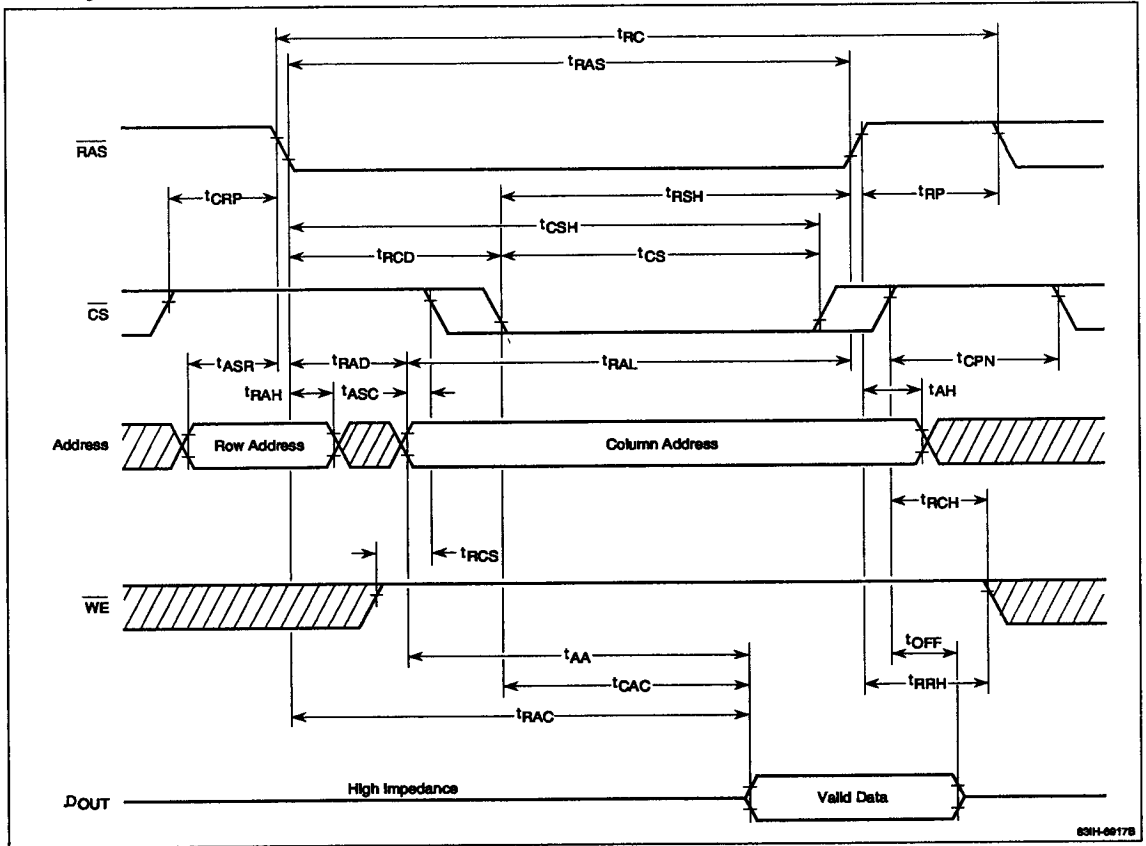 tRC
tRAS
RAS
tCRP
tRSH
tRP
tCSH
tRCD
tCS
CS
tASR
tRAD
tRAL
tCPN
tRAH
tASC
tAH
Address
Row Address
Column Address
tRCH
tRCS
WE
tOFF
tAA
tCAC
tRRH
tRAC
High Impedance
DOUT
Valid Data
83IH-6917B